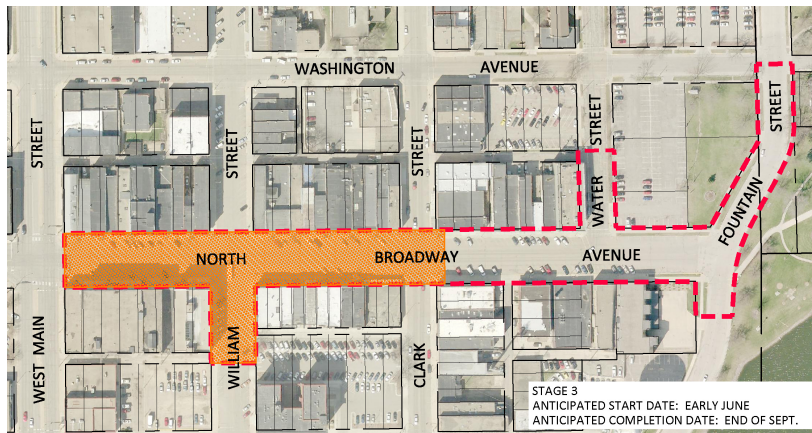 WASHINGTON AVENUE
STREET
STREET
STREET
STREET
STREET
WATER
FOUNTAIN
NORTH BROADWAY AVENUE
WEST MAIN
WILLIAM
CLARK
STAGE 3
ANTICIPATED START DATE: EARLY JUNE
ANTICIPATED COMPLETION DATE: END OF SEPT.